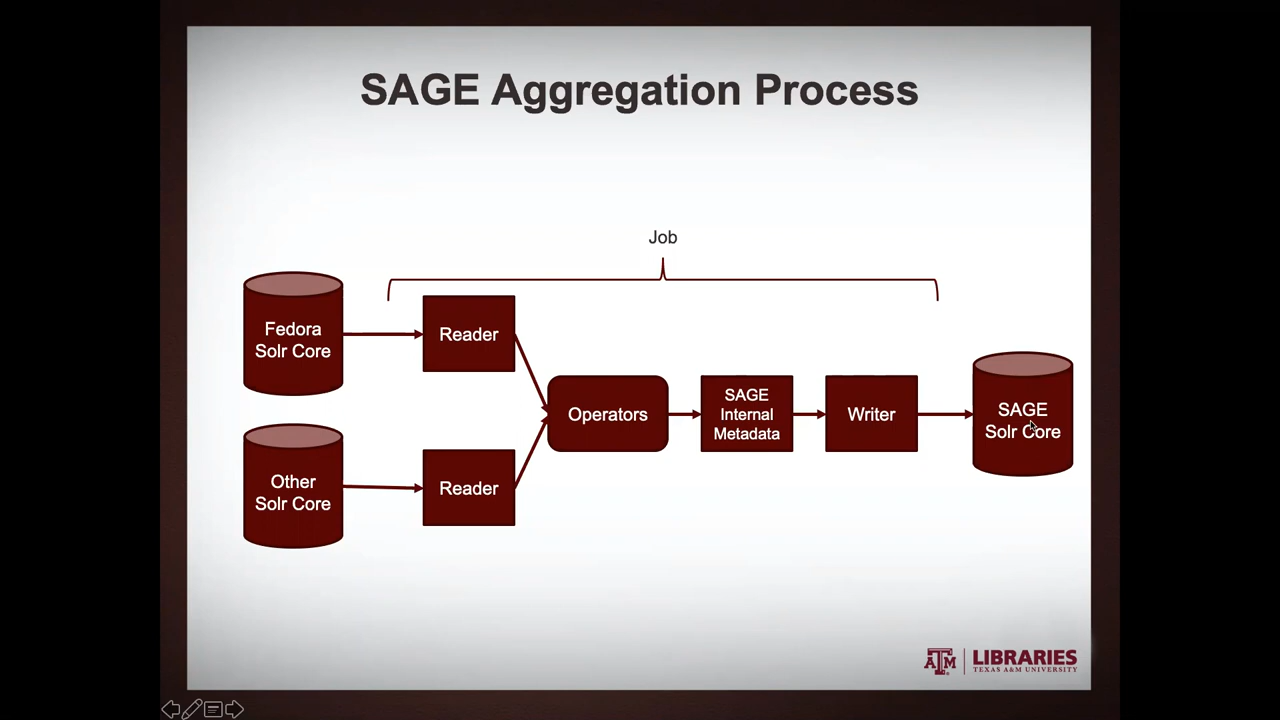 SAGE Aggregation Process
Job
Fedora
Solr Core
Reader
Other
Solr Core
Reader
Operators
SAGE
Internal
Metadata
Writer
SAGE
Solr Core
ATM
LIBRARIES
TEXAS A&M UNIVERSITY